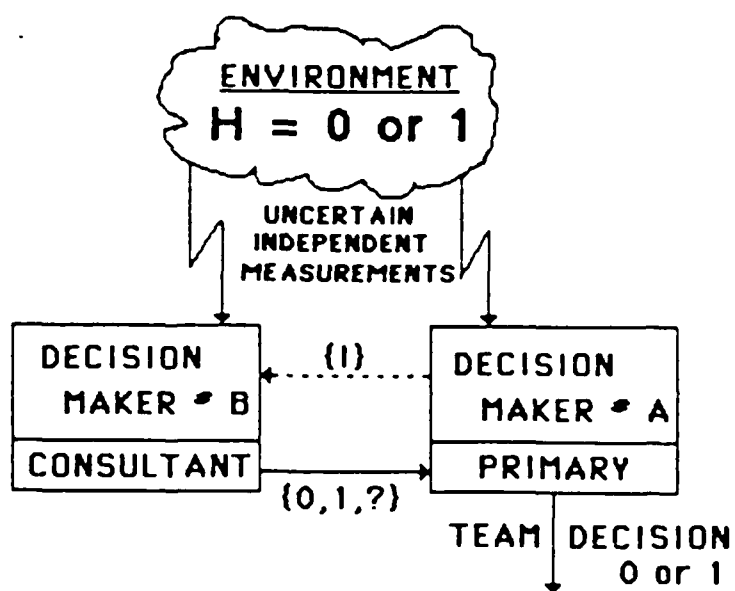 ENVIRONMENT
H = 0 or 1
UNCERTAIN
INDEPENDENT
MEASUREMENTS
DECISION
MAKER # B
CONSULTANT
{I}
{0,1,?}
DECISION
MAKER # A
PRIMARY
TEAM DECISION
0 or 1